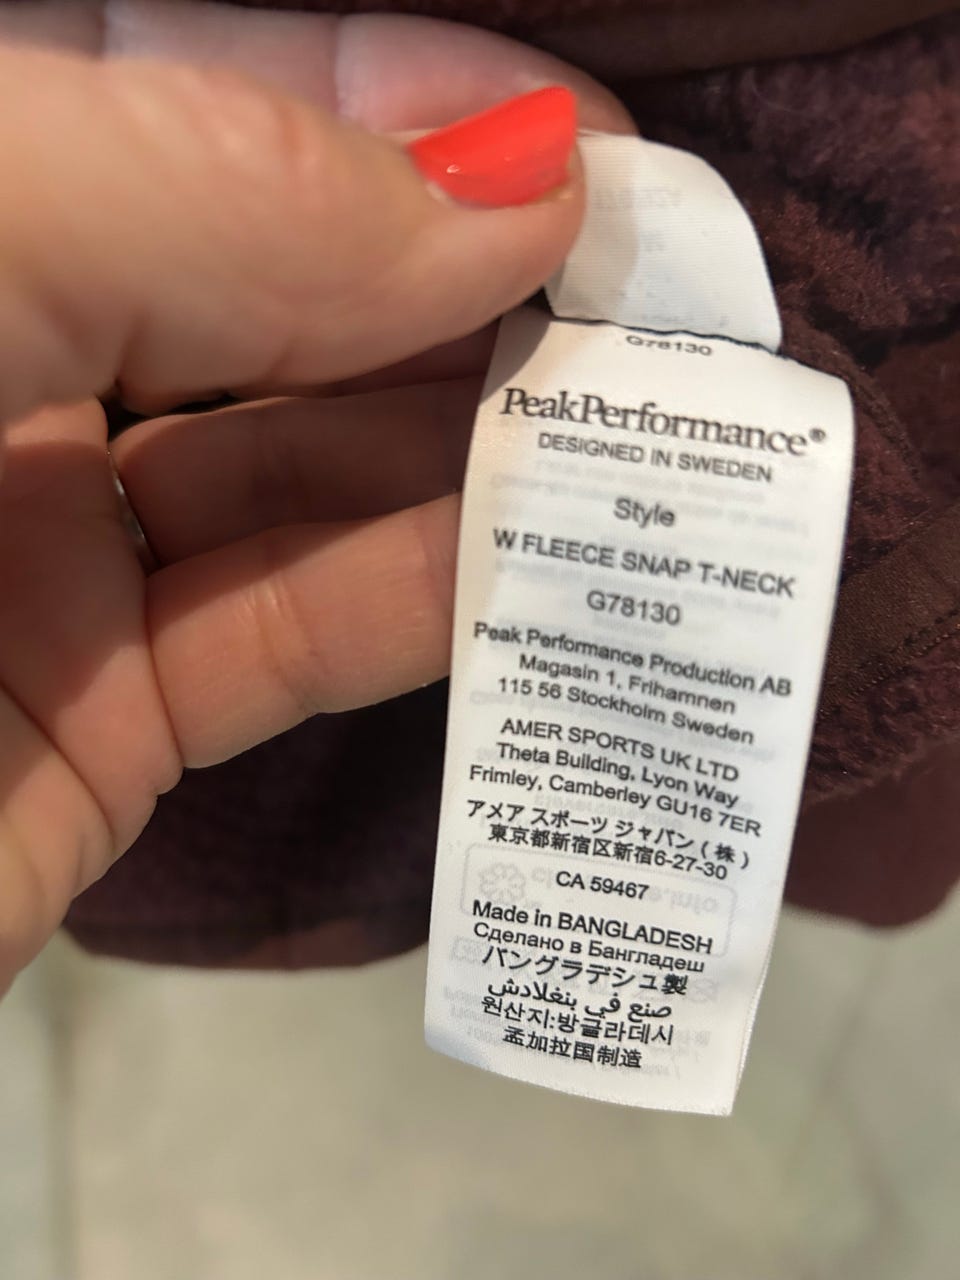 G78130
PeakPerformance®
DESIGNED IN SWEDEN
Style
W FLEECE SNAP T-NECK
G78130
Peak Performance Production AB
Magasin 1, Frihamnen
115 56 Stockholm Sweden
AMER SPORTS UK LTD
Theta Building, Lyon Way
Frimley, Camberley GU16 7ER
アメア スポーツ ジャパン ( 株 )
東京都新宿区新宿6-27-30
CA 59467
Made in BANGLADESH
Сделано в Бангладеш
バングラデシュ製
صنع في بنغلادش
원산지:방글라데시
孟加拉国制造